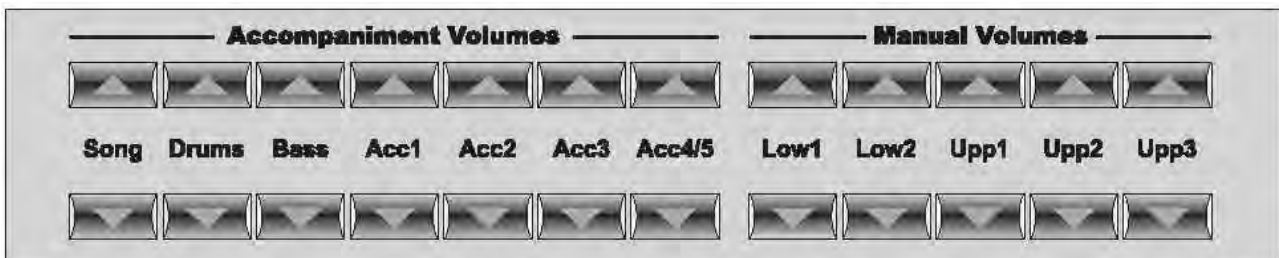 Accompaniment Volumes Manual Volumes
Song Drums Bass Acc1 Acc2 Acc3 Acc4/5 Low1 Low2 Upp1 Upp2 Upp3